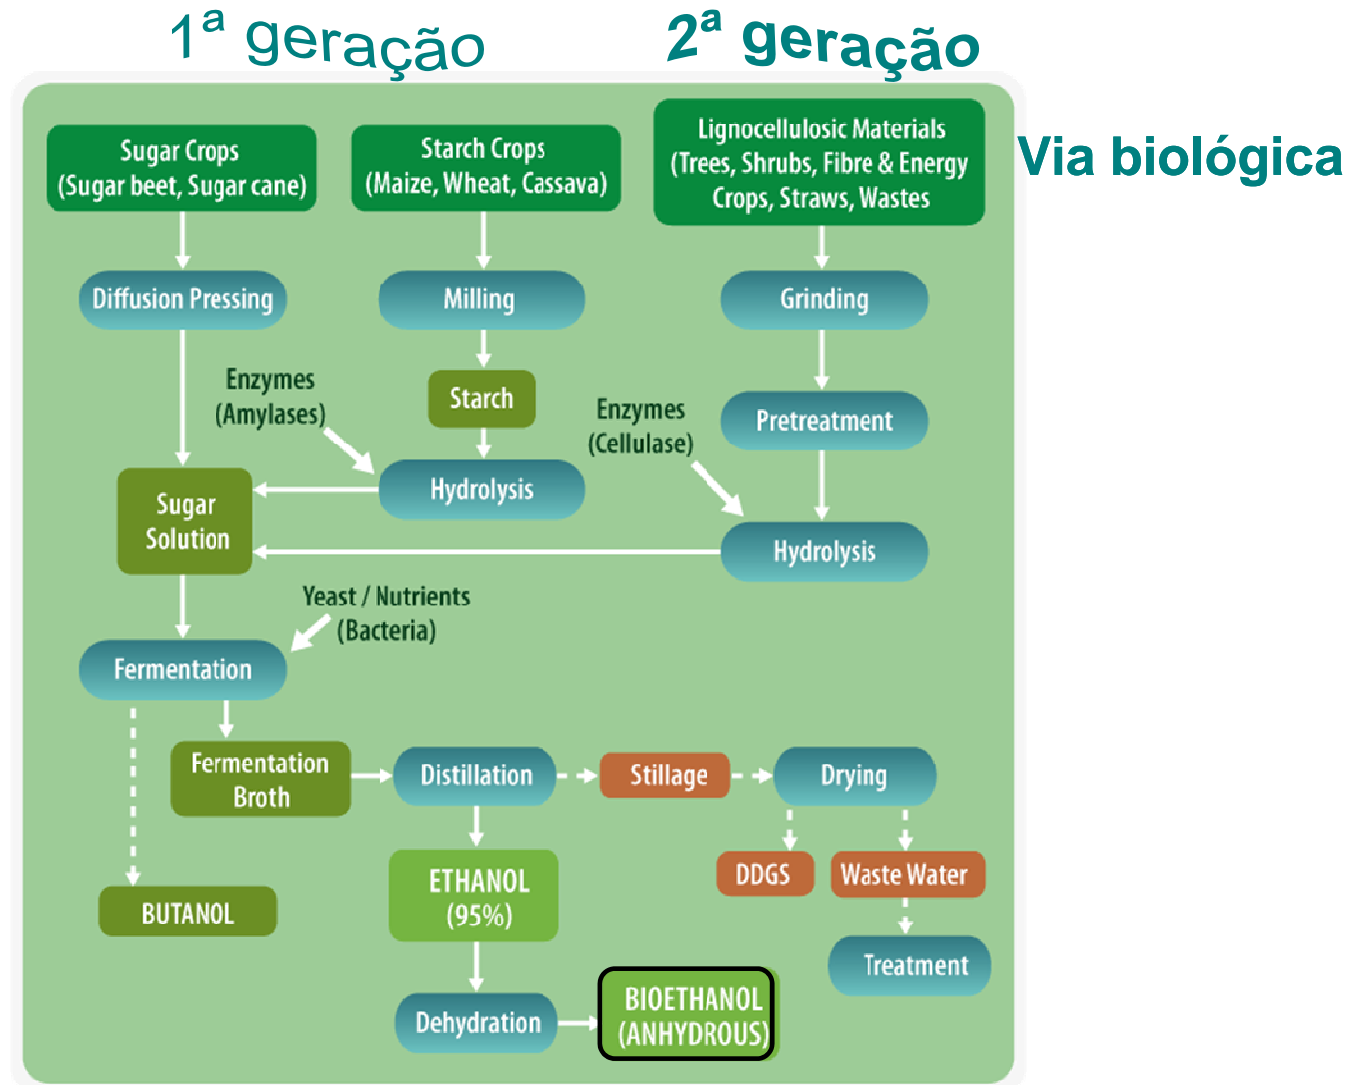 1ª geração
2ª geração
Via biológica
Sugar Crops
(Sugar beet, Sugar cane)
Starch Crops
(Maize, Wheat, Cassava)
Lignocellulosic Materials
(Trees, Shrubs, Fibre & Energy
Crops, Straws, Wastes
Diffusion Pressing
Milling
Grinding
Enzymes
(Amylases)
Starch
Enzymes
(Cellulase)
Pretreatment
Sugar
Solution
Hydrolysis
Hydrolysis
Yeast / Nutrients
(Bacteria)
Fermentation
Fermentation
Broth
Distillation
Stillage
Drying
BUTANOL
ETHANOL
(95%)
DDGS
Waste Water
Treatment
Dehydration
BIOETHANOL
(ANHYDROUS)